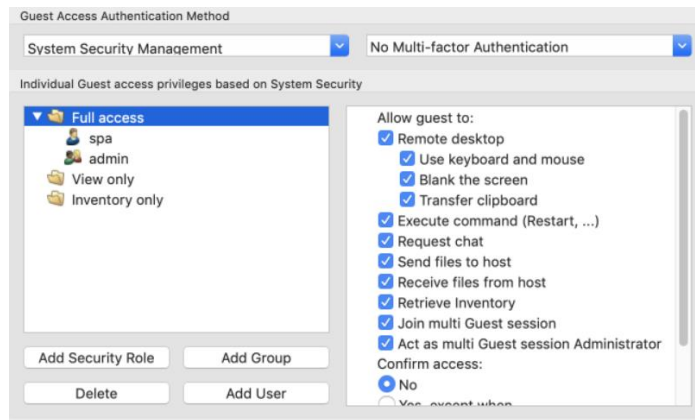 Guest Access Authentication Method
System Security Management
No Multi-factor Authentication
Individual Guest access privileges based on System Security
Full access
spa
admin
View only
Inventory only
Add Security Role
Add Group
Delete
Add User
Allow guest to:
Remote desktop
Use keyboard and mouse
Blank the screen
Transfer clipboard
Execute command (Restart, ...)
Request chat
Send files to host
Receive files from host
Retrieve Inventory
Join multi Guest session
Act as multi Guest session Administrator
Confirm access:
No
Yes, except when